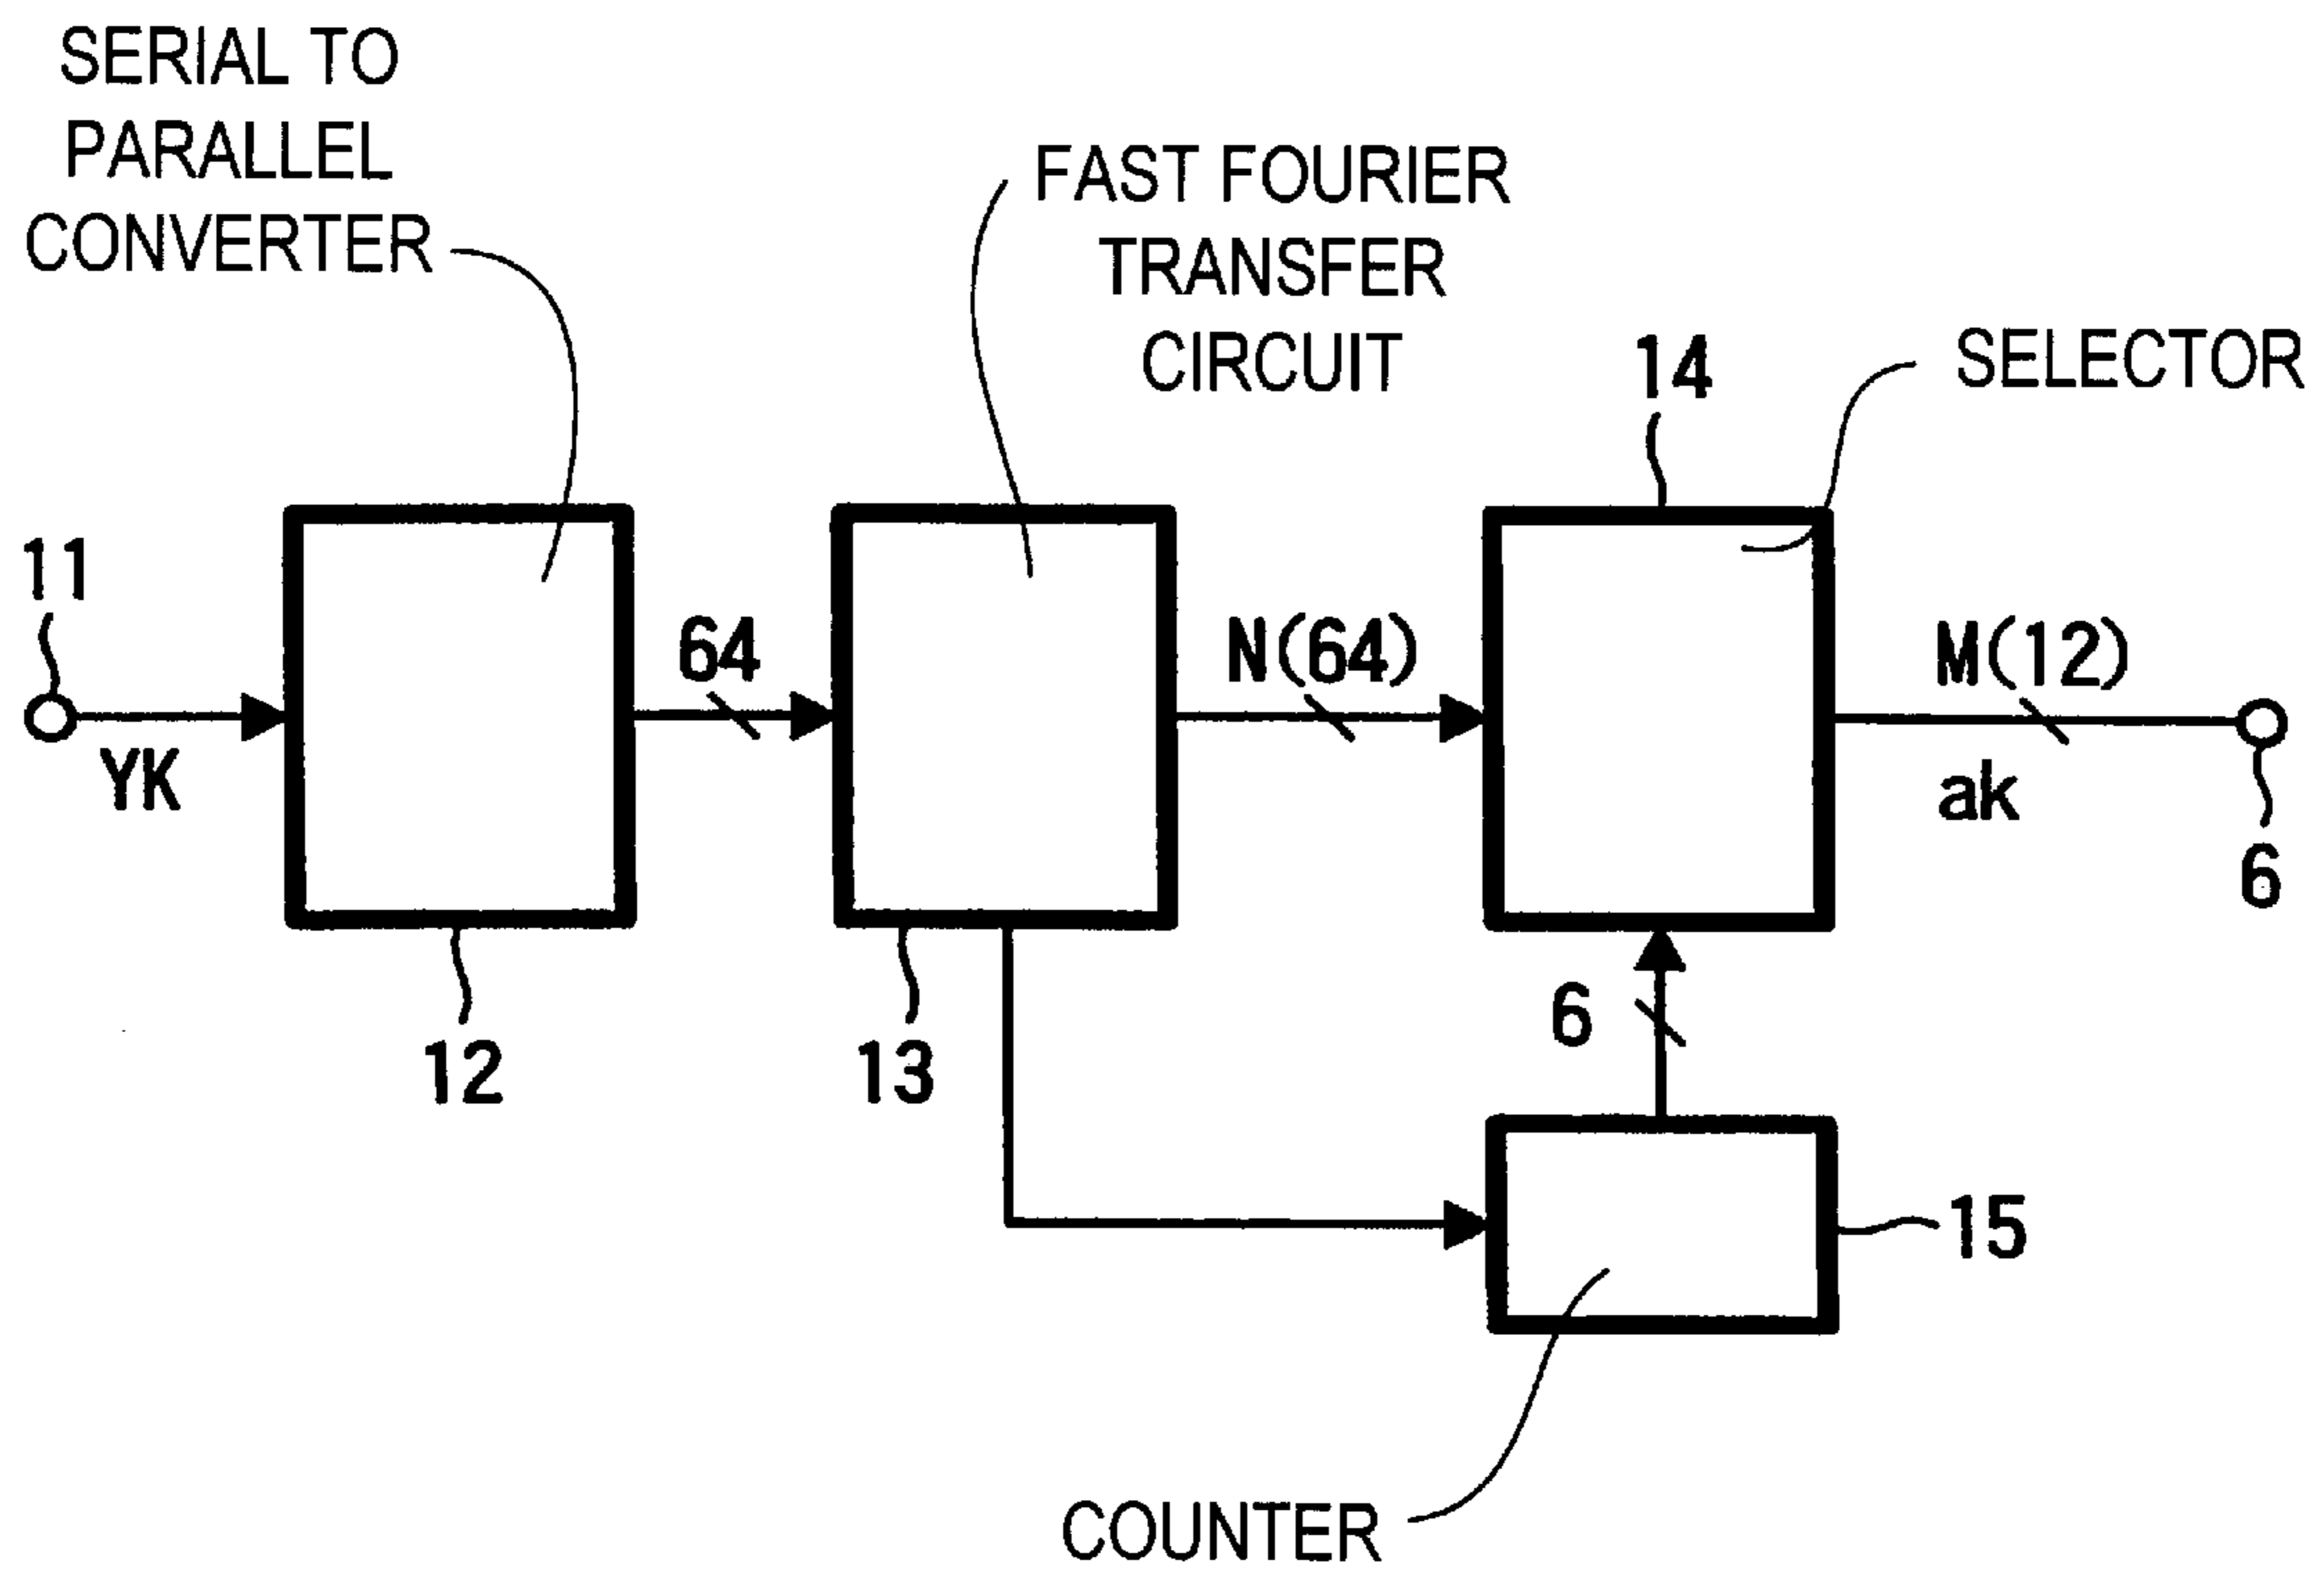 SERIAL TO
PARALLEL
CONVERTER
FAST FOURIER
TRANSFER
CIRCUIT
14
SELECTOR
11
64
N(64)
M(12)
YK
ak
6
12
13
6
15
COUNTER